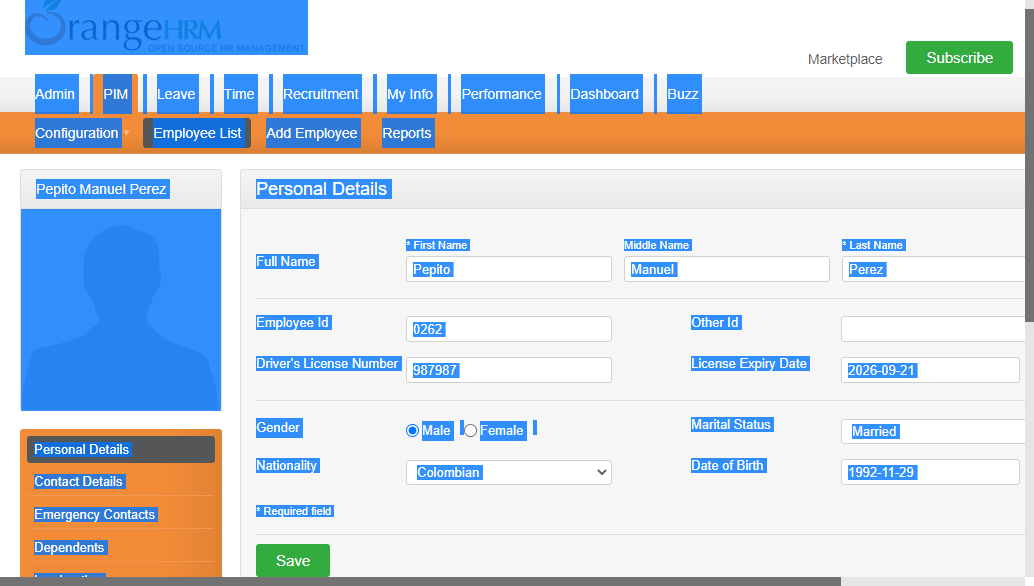 OrangeHRM
OPEN SOURCE HR MANAGEMENT
Marketplace
Subscribe
Admin PIM Leave Time Recruitment My Info Performance Dashboard Buzz
Configuration Employee List Add Employee Reports
Pepito Manuel Perez
Personal Details
* First Name Middle Name * Last Name
Full Name Pepito Manuel Perez
Employee Id 0262 Other Id
Driver's License Number 987987 License Expiry Date 2026-09-21
Gender Male Female Marital Status Married
Nationality Colombian Date of Birth 1992-11-29
* Required field
Save
Personal Details
Contact Details
Emergency Contacts
Dependents